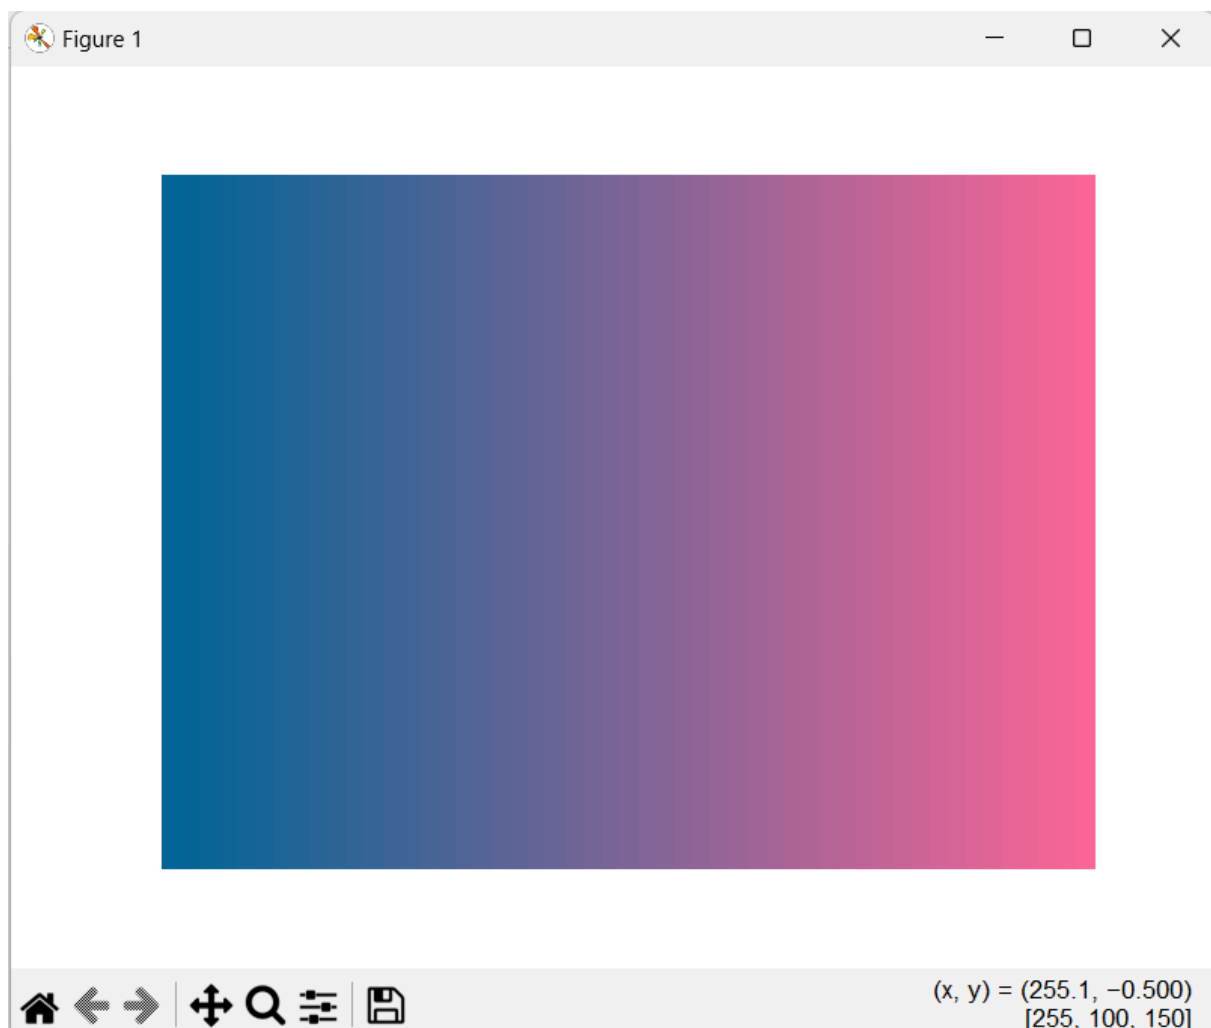 Figure 1
(x, y) = (255.1, −0.500)
[255, 100, 150]